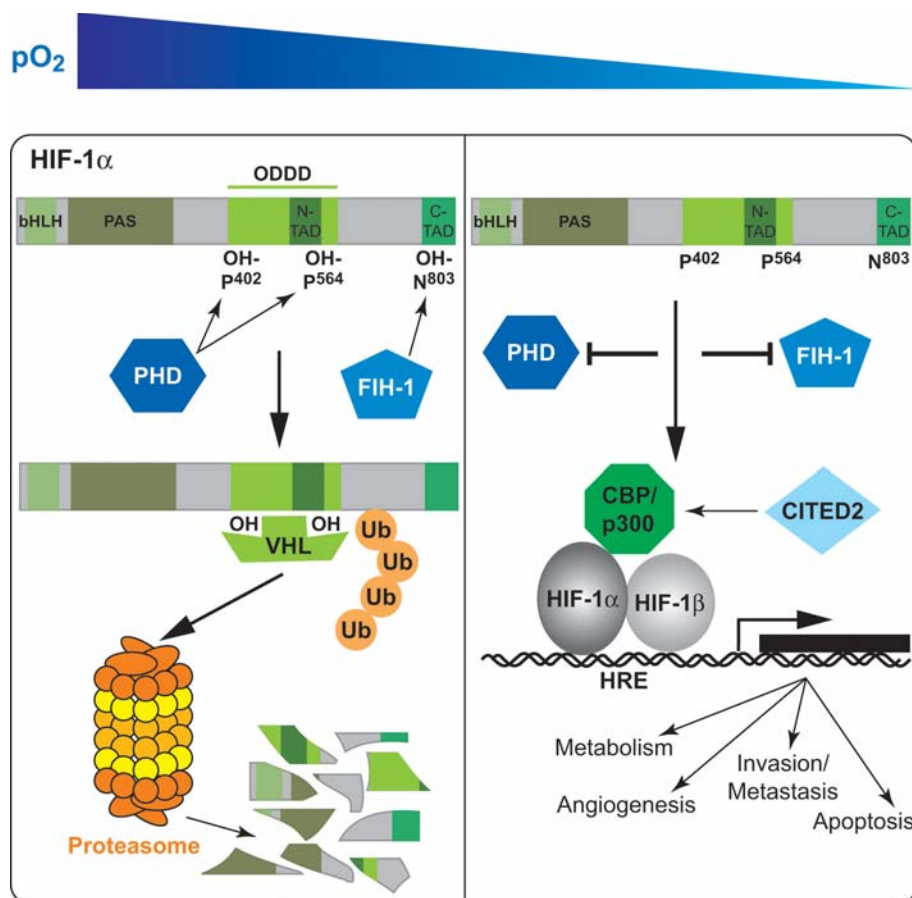 pO2
HIF-1α
ODDD
bHLH
PAS
N-
TAD
C-
TAD
OH-
P402
OH-
P564
OH-
N803
PHD
FIH-1
OH
OH
VHL
Ub
Ub
Ub
Ub
Proteasome
bHLH
PAS
N-
TAD
C-
TAD
P402
P564
N803
PHD
FIH-1
CBP/
p300
CITED2
HIF-1α
HIF-1β
HRE
Metabolism
Angiogenesis
Invasion/
Metastasis
Apoptosis